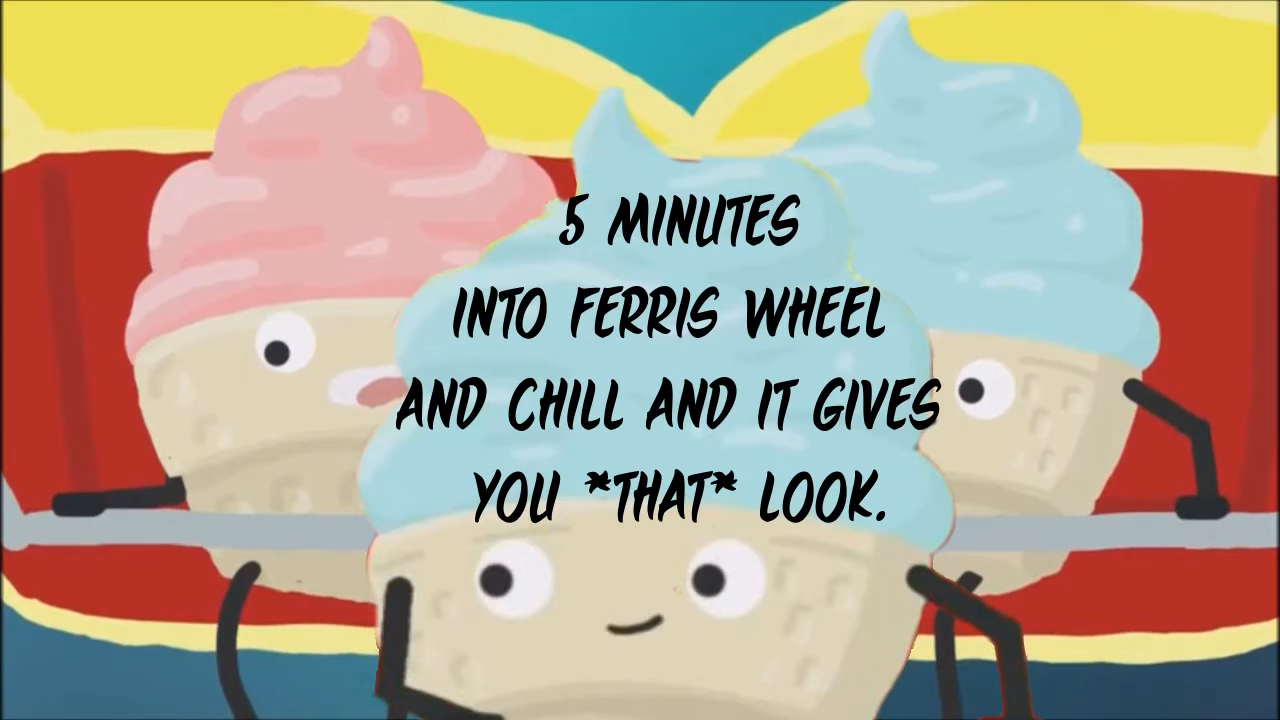 5 MINUTES
INTO FERRIS WHEEL
AND CHILL AND IT GIVES
YOU *THAT* LOOK.